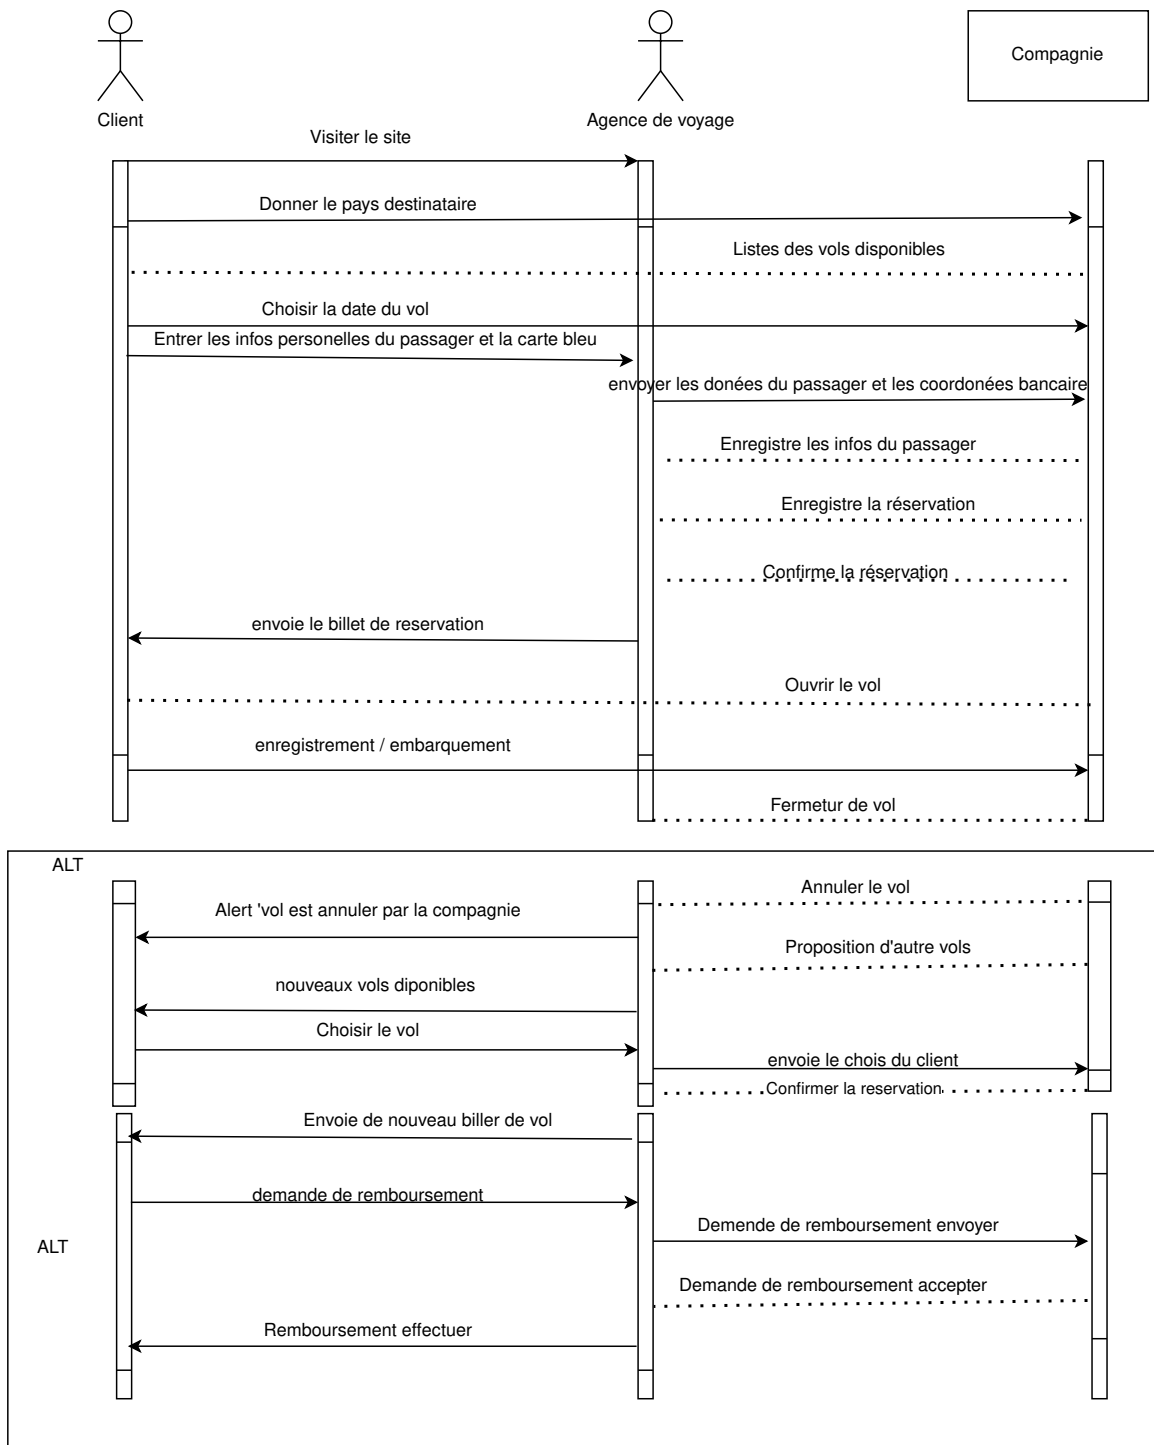 Compagnie
Client
Agence de voyage
Visiter le site
Donner le pays destinataire
Listes des vols disponibles
Choisir la date du vol
Entrer les infos personelles du passager et la carte bleu
envoyer les donées du passager et les coordonées bancaire
Enregistre les infos du passager
Enregistre la réservation
Confirme la réservation
envoie le billet de reservation
Ouvrir le vol
enregistrement / embarquement
Fermetur de vol
ALT
Annuler le vol
Alert 'vol est annuler par la compagnie
Proposition d'autre vols
nouveaux vols diponibles
Choisir le vol
envoie le chois du client
Confirmer la reservation
Envoie de nouveau biller de vol
demande de remboursement
Demende de remboursement envoyer
ALT
Demande de remboursement accepter
Remboursement effectuer